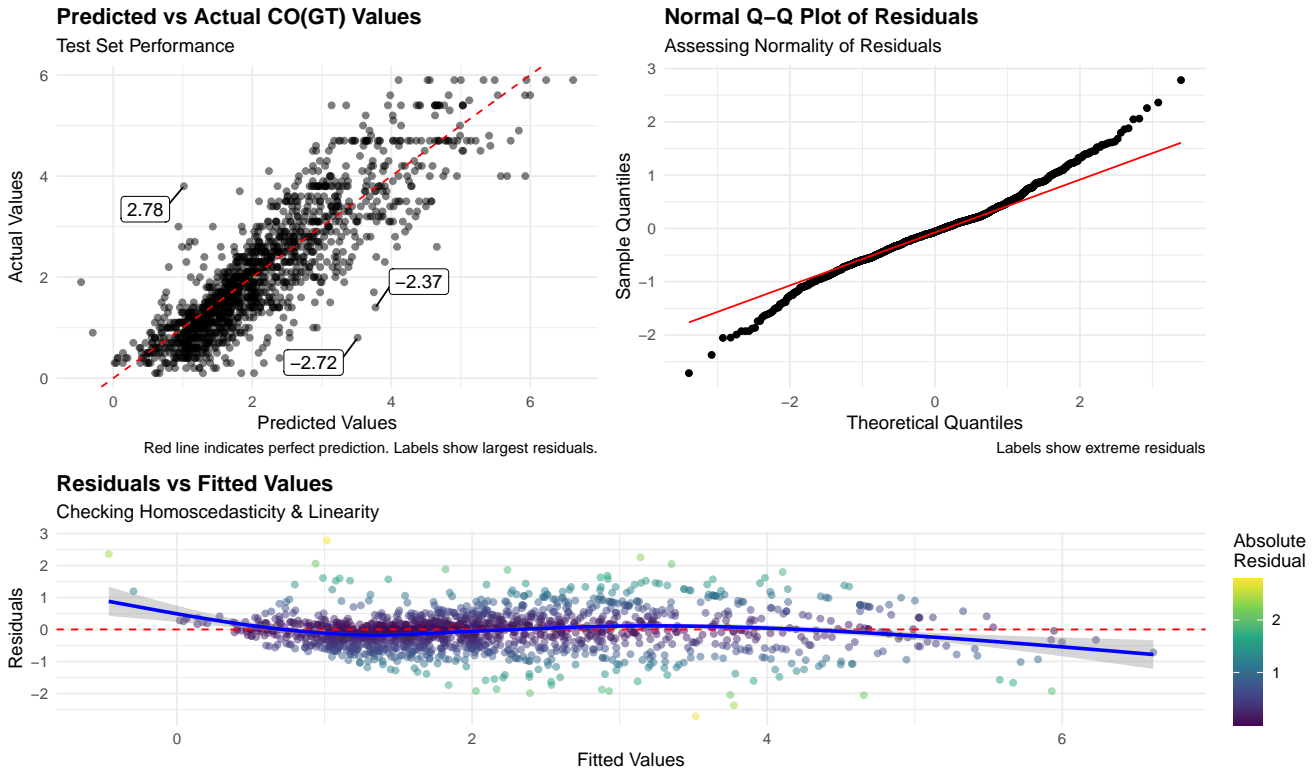 Predicted vs Actual CO(GT) Values
Test Set Performance
6
4
2
0
Actual Values
2.78
−2.37
−2.72
0
2
4
6
Predicted Values
Red line indicates perfect prediction. Labels show largest residuals.
Normal Q−Q Plot of Residuals
Assessing Normality of Residuals
3
2
1
0
−1
−2
Sample Quantiles
−2
0
2
Theoretical Quantiles
Labels show extreme residuals
Residuals vs Fitted Values
Checking Homoscedasticity & Linearity
3
2
1
0
−1
−2
Residuals
0
2
4
6
Fitted Values
Absolute
Residual
2
1